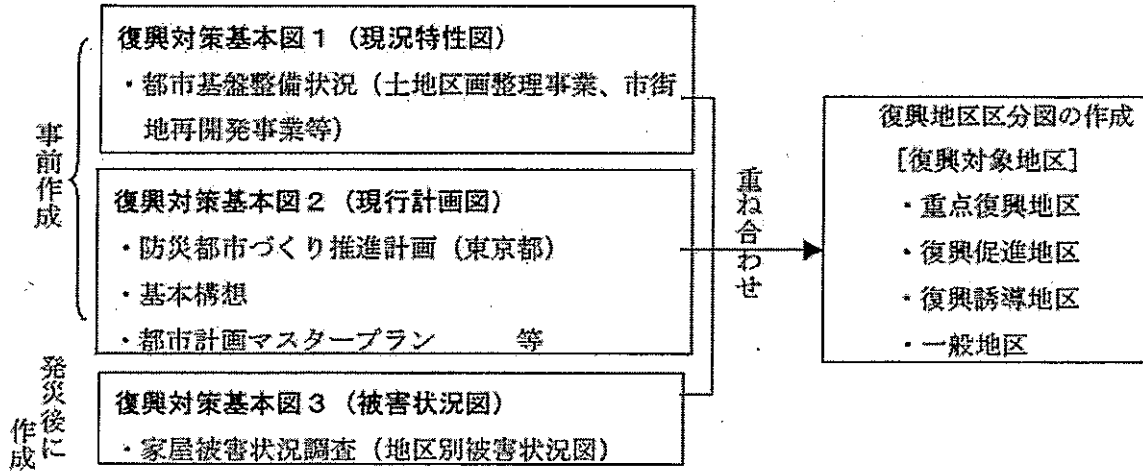 事前作成
復興対策基本図1（現況特性図）
・都市基盤整備状況（土地区画整理事業、市街
地再開発事業等）
復興対策基本図2（現行計画図）
・防災都市づくり推進計画（東京都）
・基本構想
・都市計画マスタープラン　　等
発災後に
作成
復興対策基本図3（被害状況図）
・家屋被害状況調査（地区別被害状況図）
重ね合わせ
復興地区区分図の作成
［復興対象地区］
・重点復興地区
・復興促進地区
・復興誘導地区
・一般地区